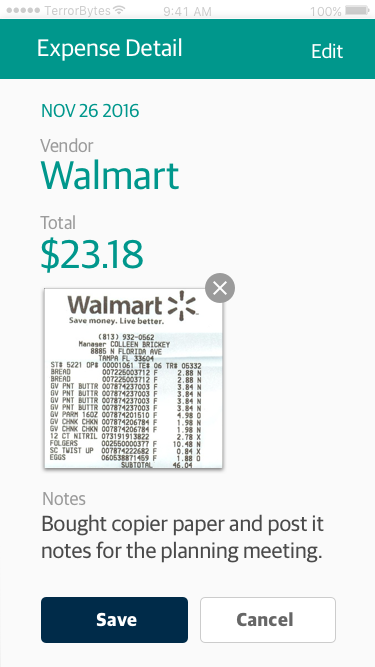 TerrorBytes 9:41 AM 100%
Expense Detail Edit
NOV 26 2016
Vendor
Walmart
Total
$23.18
Walmart
Save money. Live better.
(813) 932-0562
Manager COLLEEN BRICKEY
8885 N FLORIDA AVE
TAMPA FL 33604
ST# 5221 OP# 00001061 TE# 06 TR# 05332
BREAD 007225003712 F 2.88 N
BREAD 007225003712 F 2.88 N
GV PNT BUTTR 007874237003 F 3.84 N
GV PNT BUTTR 007874237003 F 3.84 N
GV PNT BUTTR 007874237003 F 3.84 N
GV PNT BUTTR 007874237003 F 3.84 N
GV PARM 16OZ 007874201510 F 4.98 O
GV CHNK CHKN 007874206784 F 1.98 N
GV CHNK CHKN 007874206784 F 1.98 N
12 CT NITRIL 073191913822 2.78 X
FOLGERS 002550000377 F 10.48 N
SC TWIST UP 007874222682 F 0.84 X
EGGS 060538871459 F 1.88 O
SUBTOTAL 46.04
Notes
Bought copier paper and post it
notes for the planning meeting.
Save Cancel